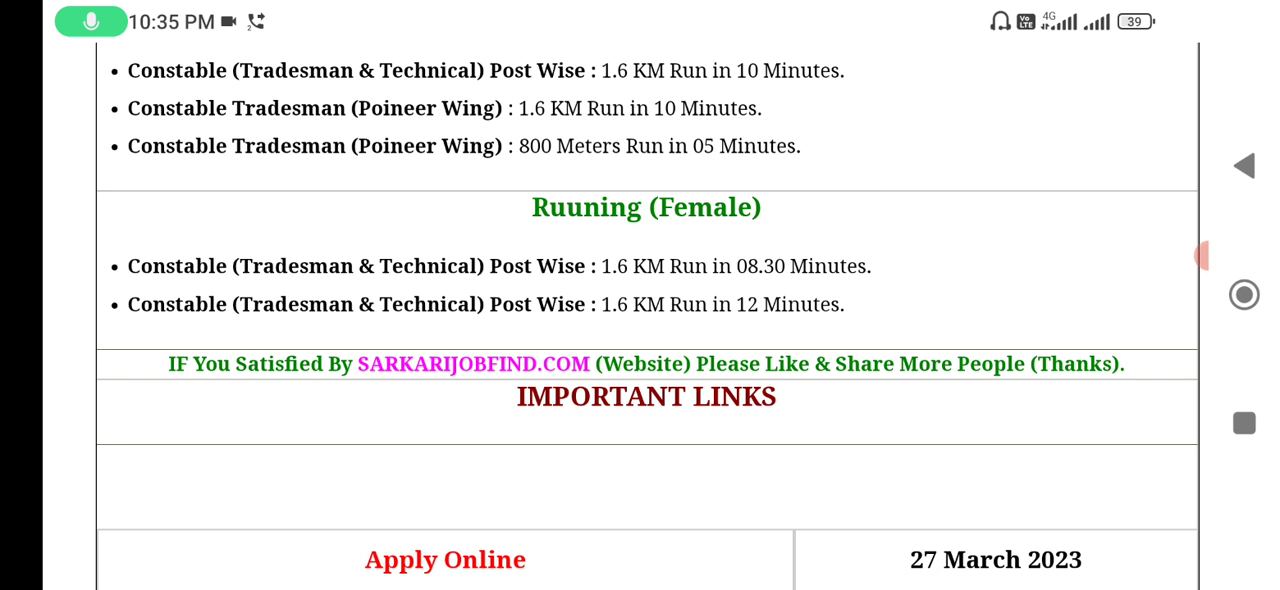 10:35 PM
4G
Vo LTE
39
2
• Constable (Tradesman & Technical) Post Wise : 1.6 KM Run in 10 Minutes.
• Constable Tradesman (Poineer Wing) : 1.6 KM Run in 10 Minutes.
• Constable Tradesman (Poineer Wing) : 800 Meters Run in 05 Minutes.
Ruuning (Female)
• Constable (Tradesman & Technical) Post Wise : 1.6 KM Run in 08.30 Minutes.
• Constable (Tradesman & Technical) Post Wise : 1.6 KM Run in 12 Minutes.
IF You Satisfied By SARKARIJOBFIND.COM (Website) Please Like & Share More People (Thanks).
IMPORTANT LINKS
Apply Online
27 March 2023